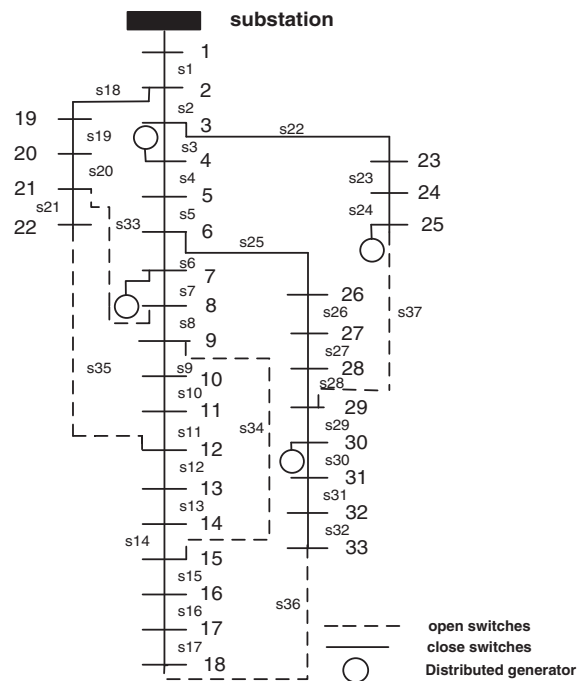 substation
1
s1
2
s18
s2
19
3
s22
s19
s3
20
4
23
s20
s4
s23
21
5
24
s21
s33
s5
s24
22
6
25
s25
s6
7
26
s7
s26
s37
8
s8
27
9
s27
s35
s9
28
10
s28
s10
29
11
s34
s29
s11
30
12
s30
s12
31
13
s31
s13
32
14
s32
s14
15
33
s15
16
s36
s16
17
open switches
s17
close switches
18
Distributed generator